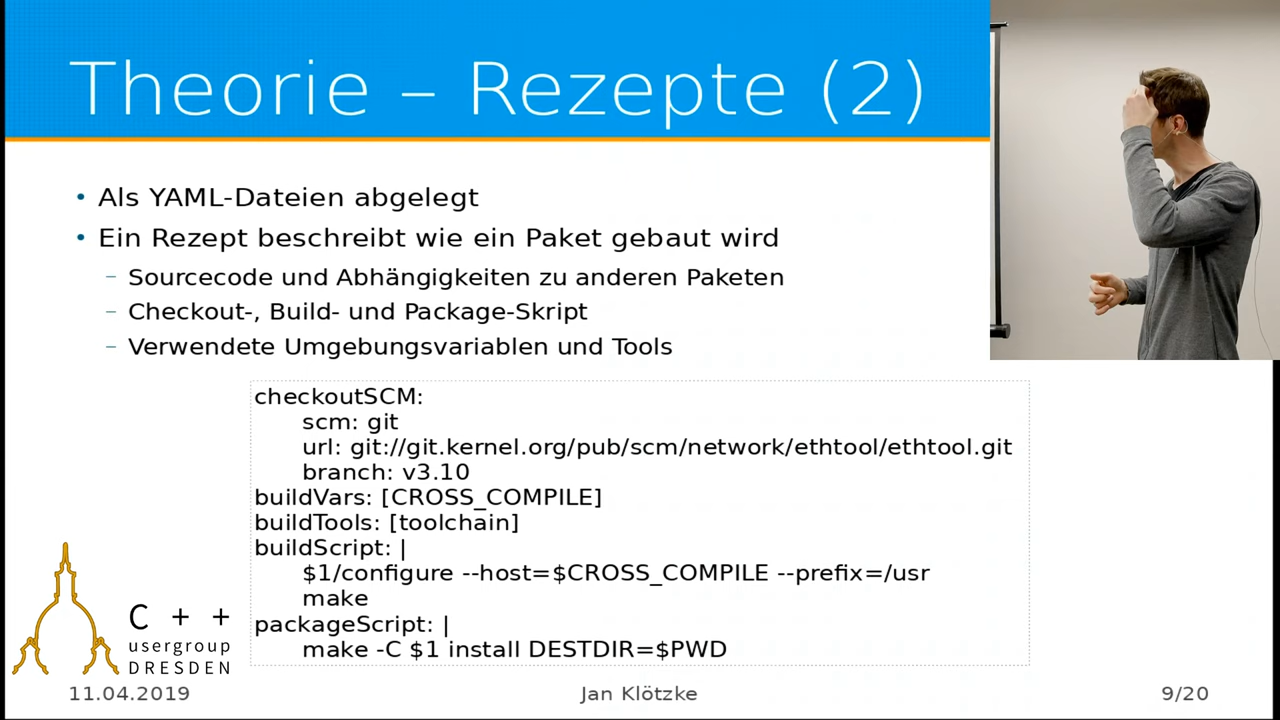 Theorie – Rezepte (2)
• Als YAML-Dateien abgelegt
• Ein Rezept beschreibt wie ein Paket gebaut wird
– Sourcecode und Abhängigkeiten zu anderen Paketen
– Checkout-, Build- und Package-Skript
– Verwendete Umgebungsvariablen und Tools
checkoutSCM:
scm: git
url: git://git.kernel.org/pub/scm/network/ethtool/ethtool.git
branch: v3.10
buildVars: [CROSS_COMPILE]
buildTools: [toolchain]
buildScript: |
$1/configure --host=$CROSS_COMPILE --prefix=/usr
make
packageScript: |
make -C $1 install DESTDIR=$PWD
C + +
usergroup
DRESDEN
11.04.2019
Jan Klötzke
9/20